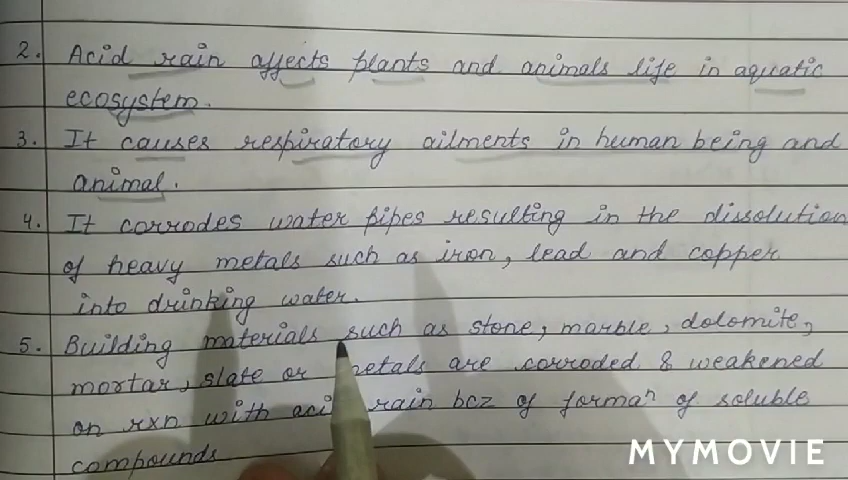 2. Acid rain affects plants and animals life in aquatic
ecosystem.
3. It causes respiratory ailments in human being and
animal.
4. It corrodes water pipes resulting in the dissolution
of heavy metals such as iron, lead and copper
into drinking water.
5. Building materials such as stone, marble, dolomite,
mortar, slate or metals are corroded & weakened
on rxn with acid rain bcz of formaⁿ of soluble
compounds
MYMOVIE